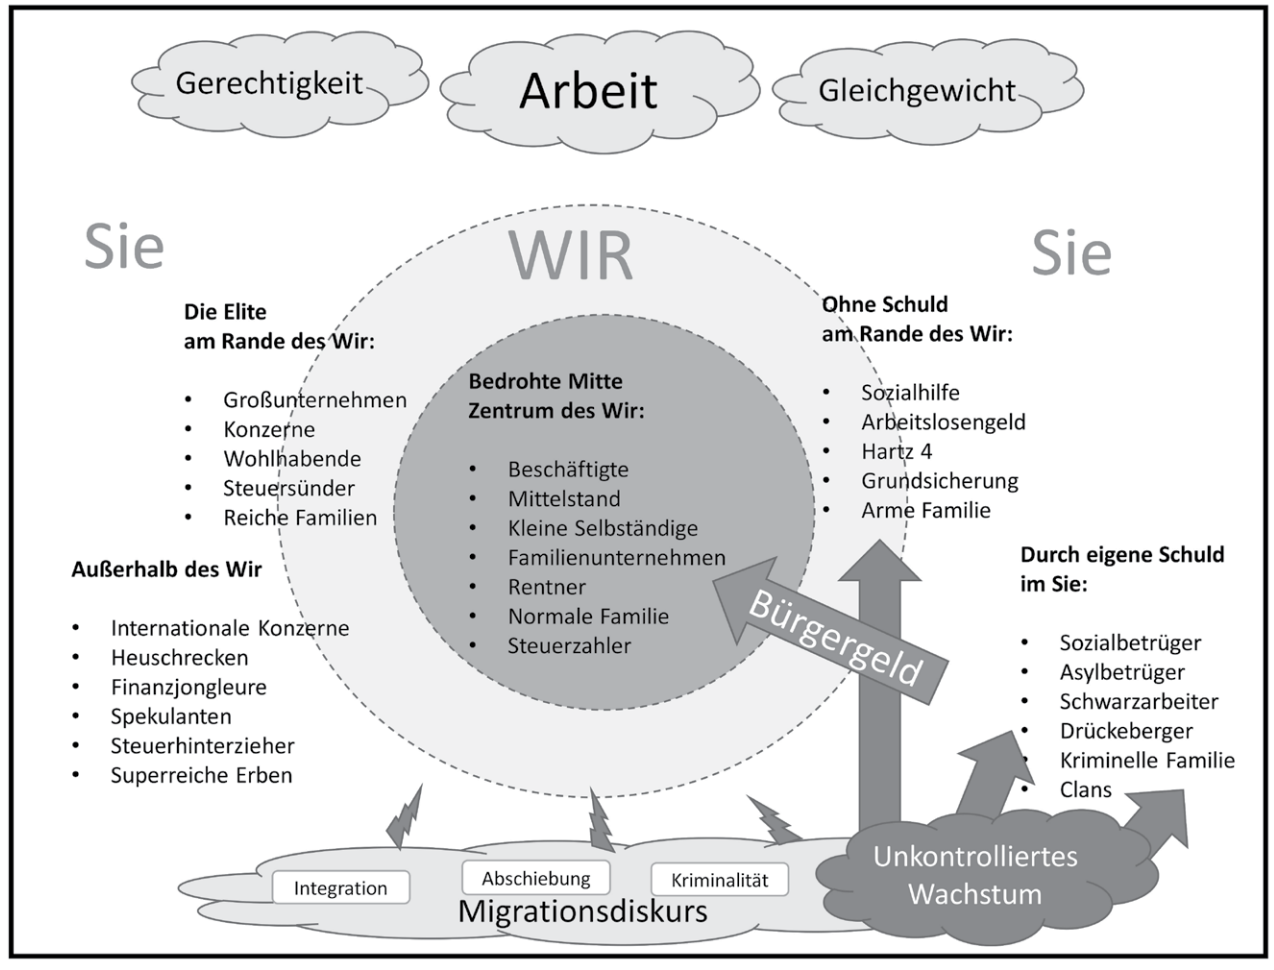 Gerechtigkeit
Arbeit
Gleichgewicht
Sie
WIR
Sie
Die Elite
am Rande des Wir:
• Großunternehmen
• Konzerne
• Wohlhabende
• Steuersünder
• Reiche Familien
Außerhalb des Wir
• Internationale Konzerne
• Heuschrecken
• Finanzjongleure
• Spekulanten
• Steuerhinterzieher
• Superreiche Erben
Bedrohte Mitte
Zentrum des Wir:
• Beschäftigte
• Mittelstand
• Kleine Selbständige
• Familienunternehmen
• Rentner
• Normale Familie
• Steuerzahler
Ohne Schuld
am Rande des Wir:
• Sozialhilfe
• Arbeitslosengeld
• Hartz 4
• Grundsicherung
• Arme Familie
Bürgergeld
Durch eigene Schuld
im Sie:
• Sozialbetrüger
• Asylbetrüger
• Schwarzarbeiter
• Drückeberger
• Kriminelle Familie
• Clans
Integration
Abschiebung
Kriminalität
Migrationsdiskurs
Unkontrolliertes
Wachstum